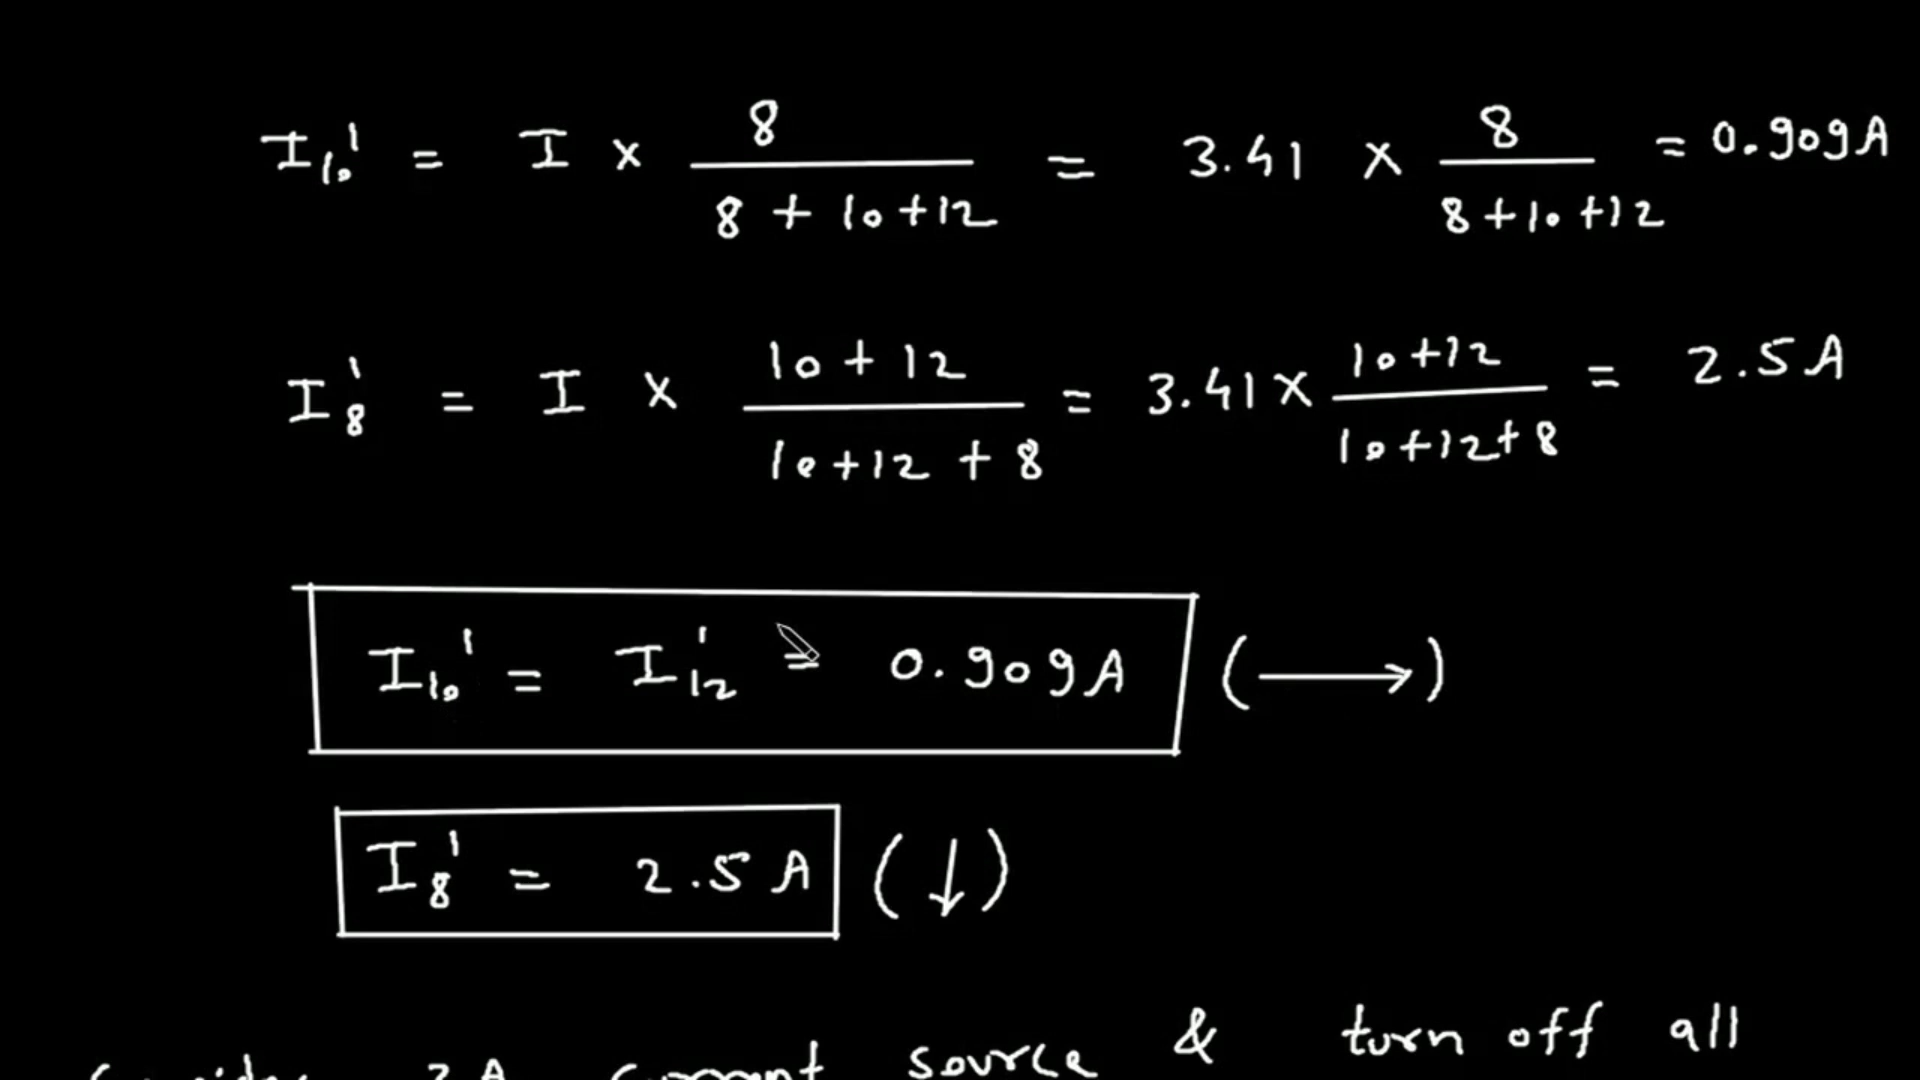 I₁₀' = I × 8 / (8 + 10 + 12) = 3.41 × 8 / (8 + 10 + 12) = 0.909A
I₈' = I × (10 + 12) / (10 + 12 + 8) = 3.41 × (10 + 12) / (10 + 12 + 8) = 2.5A
I₁₀' = I₁₂' = 0.909A (→)
I₈' = 2.5A (↓)
current source & turn off all